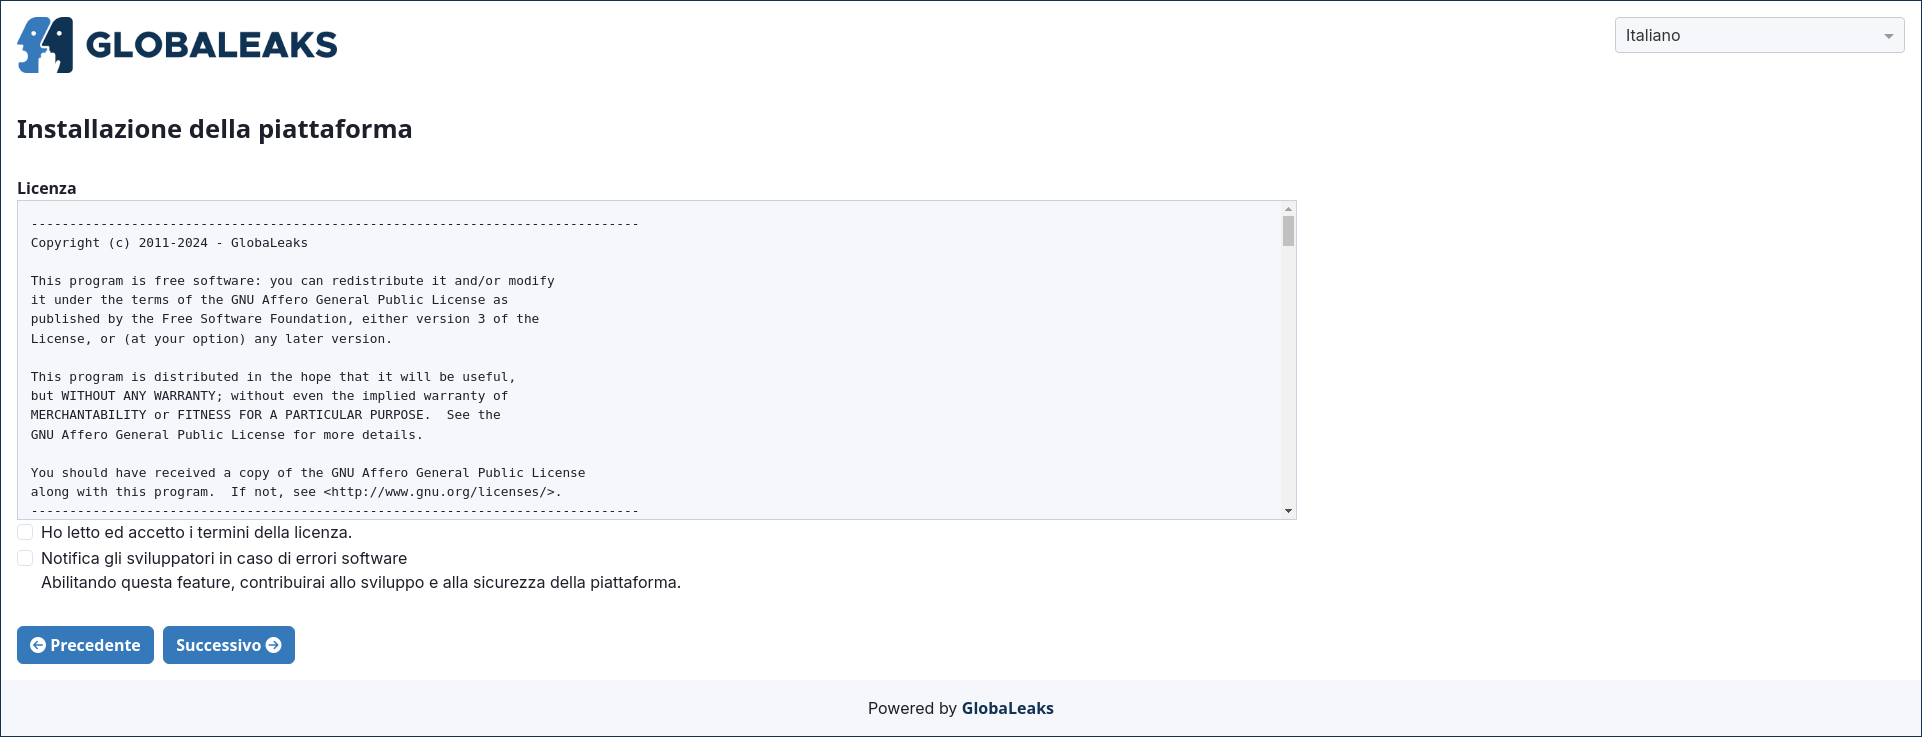 GLOBALEAKS
Italiano
Installazione della piattaforma
Licenza
-------------------------------------------------------------------------------
Copyright (c) 2011-2024 - GlobaLeaks
This program is free software: you can redistribute it and/or modify
it under the terms of the GNU Affero General Public License as
published by the Free Software Foundation, either version 3 of the
License, or (at your option) any later version.
This program is distributed in the hope that it will be useful,
but WITHOUT ANY WARRANTY; without even the implied warranty of
MERCHANTABILITY or FITNESS FOR A PARTICULAR PURPOSE.  See the
GNU Affero General Public License for more details.
You should have received a copy of the GNU Affero General Public License
along with this program.  If not, see <http://www.gnu.org/licenses/>.
-------------------------------------------------------------------------------
Ho letto ed accetto i termini della licenza.
Notifica gli sviluppatori in caso di errori software
Abilitando questa feature, contribuirai allo sviluppo e alla sicurezza della piattaforma.
Precedente
Successivo
Powered by GlobaLeaks